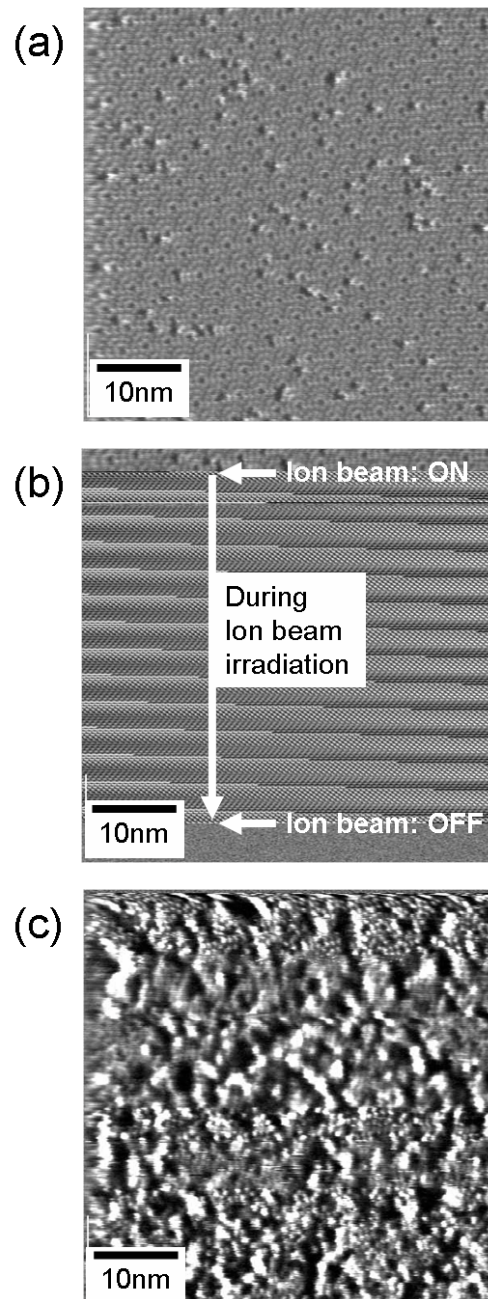 (a)
10nm
(b)
Ion beam: ON
During
Ion beam
irradiation
10nm
Ion beam: OFF
(c)
10nm